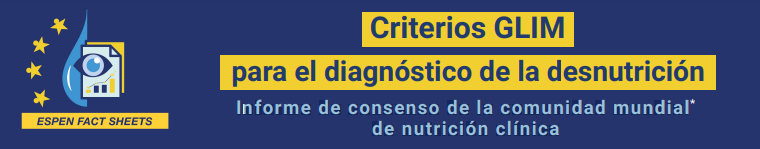 ESPEN FACT SHEETS
Criterios GLIM
para el diagnóstico de la desnutrición
Informe de consenso de la comunidad mundial*
de nutrición clínica